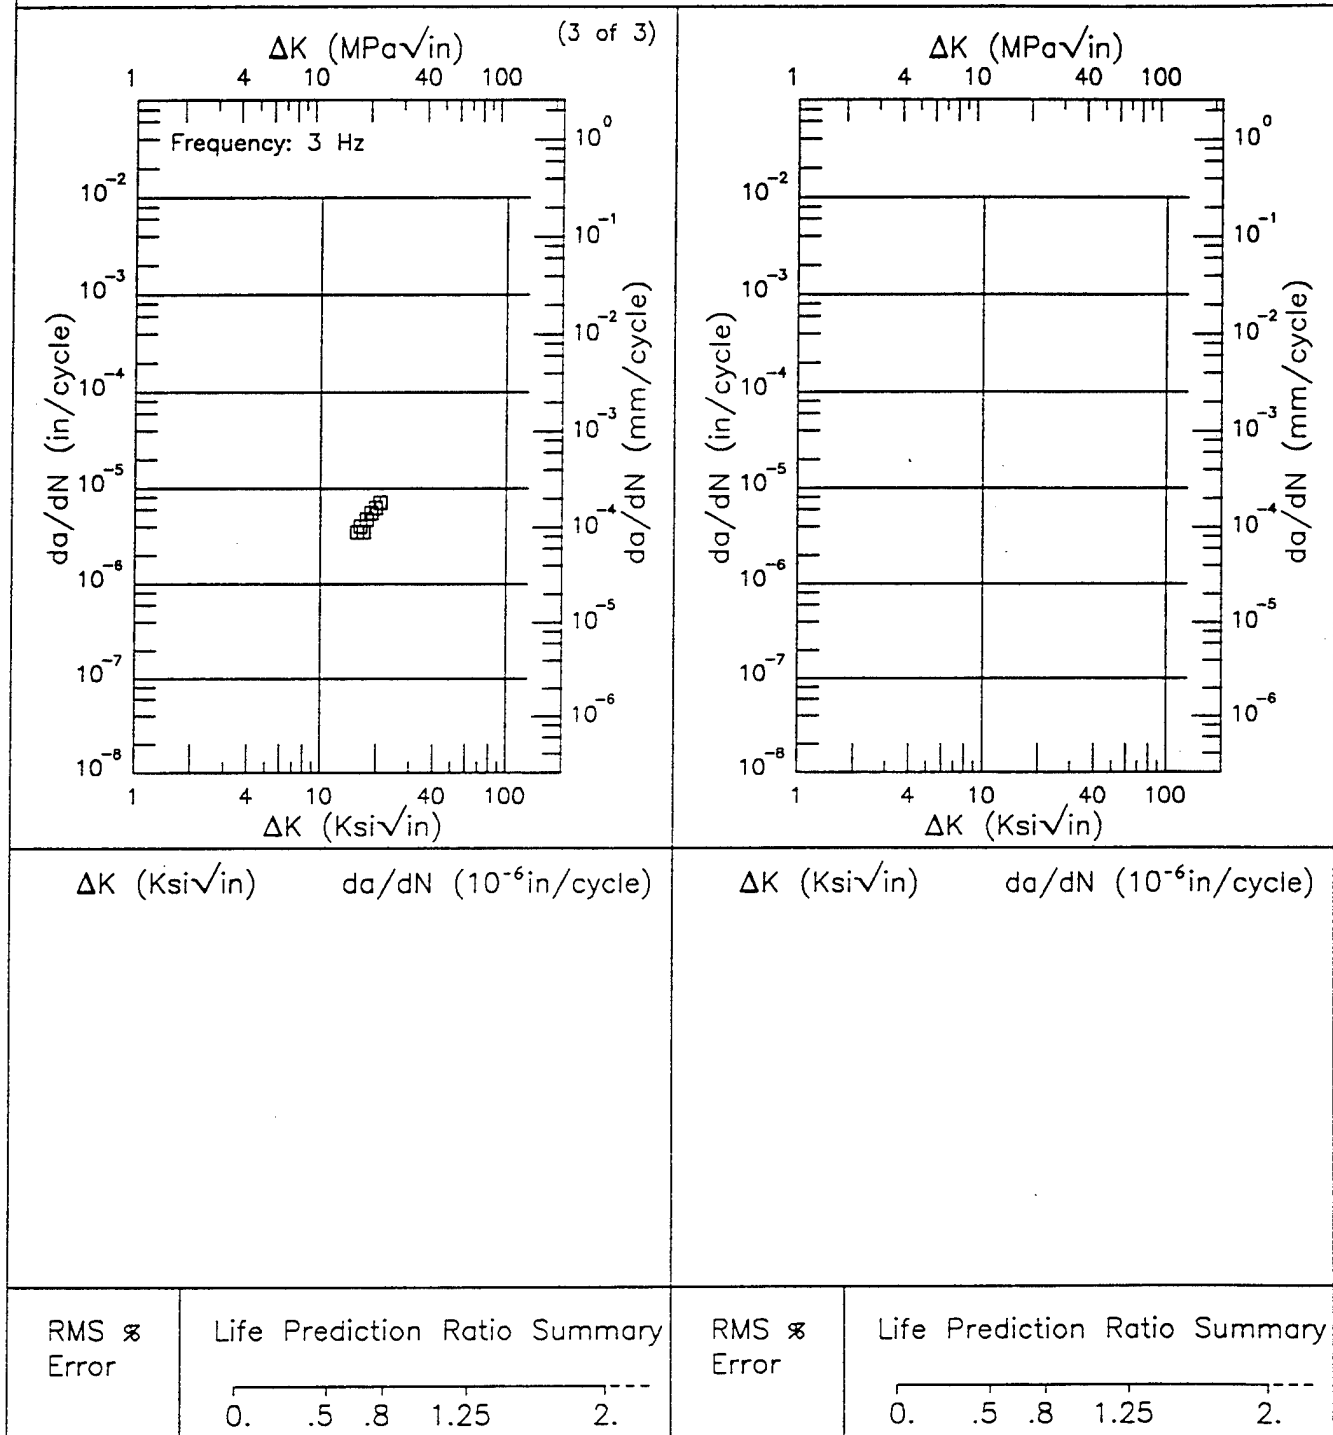 (3 of 3)
ΔK (MPa√in)
1 4 10 40 100
Frequency: 3 Hz
10⁰
10⁻²
10⁻¹
10⁻³
10⁻²
10⁻⁴
10⁻³
10⁻⁵
10⁻⁴
10⁻⁶
10⁻⁵
10⁻⁷
10⁻⁶
10⁻⁸
da/dN (in/cycle)
da/dN (mm/cycle)
1 4 10 40 100
ΔK (Ksi√in)
ΔK (MPa√in)
1 4 10 40 100
10⁰
10⁻²
10⁻¹
10⁻³
10⁻²
10⁻⁴
10⁻³
10⁻⁵
10⁻⁴
10⁻⁶
10⁻⁵
10⁻⁷
10⁻⁶
10⁻⁸
da/dN (in/cycle)
da/dN (mm/cycle)
1 4 10 40 100
ΔK (Ksi√in)
ΔK (Ksi√in) da/dN (10⁻⁶in/cycle)
ΔK (Ksi√in) da/dN (10⁻⁶in/cycle)
RMS %
Error
Life Prediction Ratio Summary
0. .5 .8 1.25 2.
RMS %
Error
Life Prediction Ratio Summary
0. .5 .8 1.25 2.